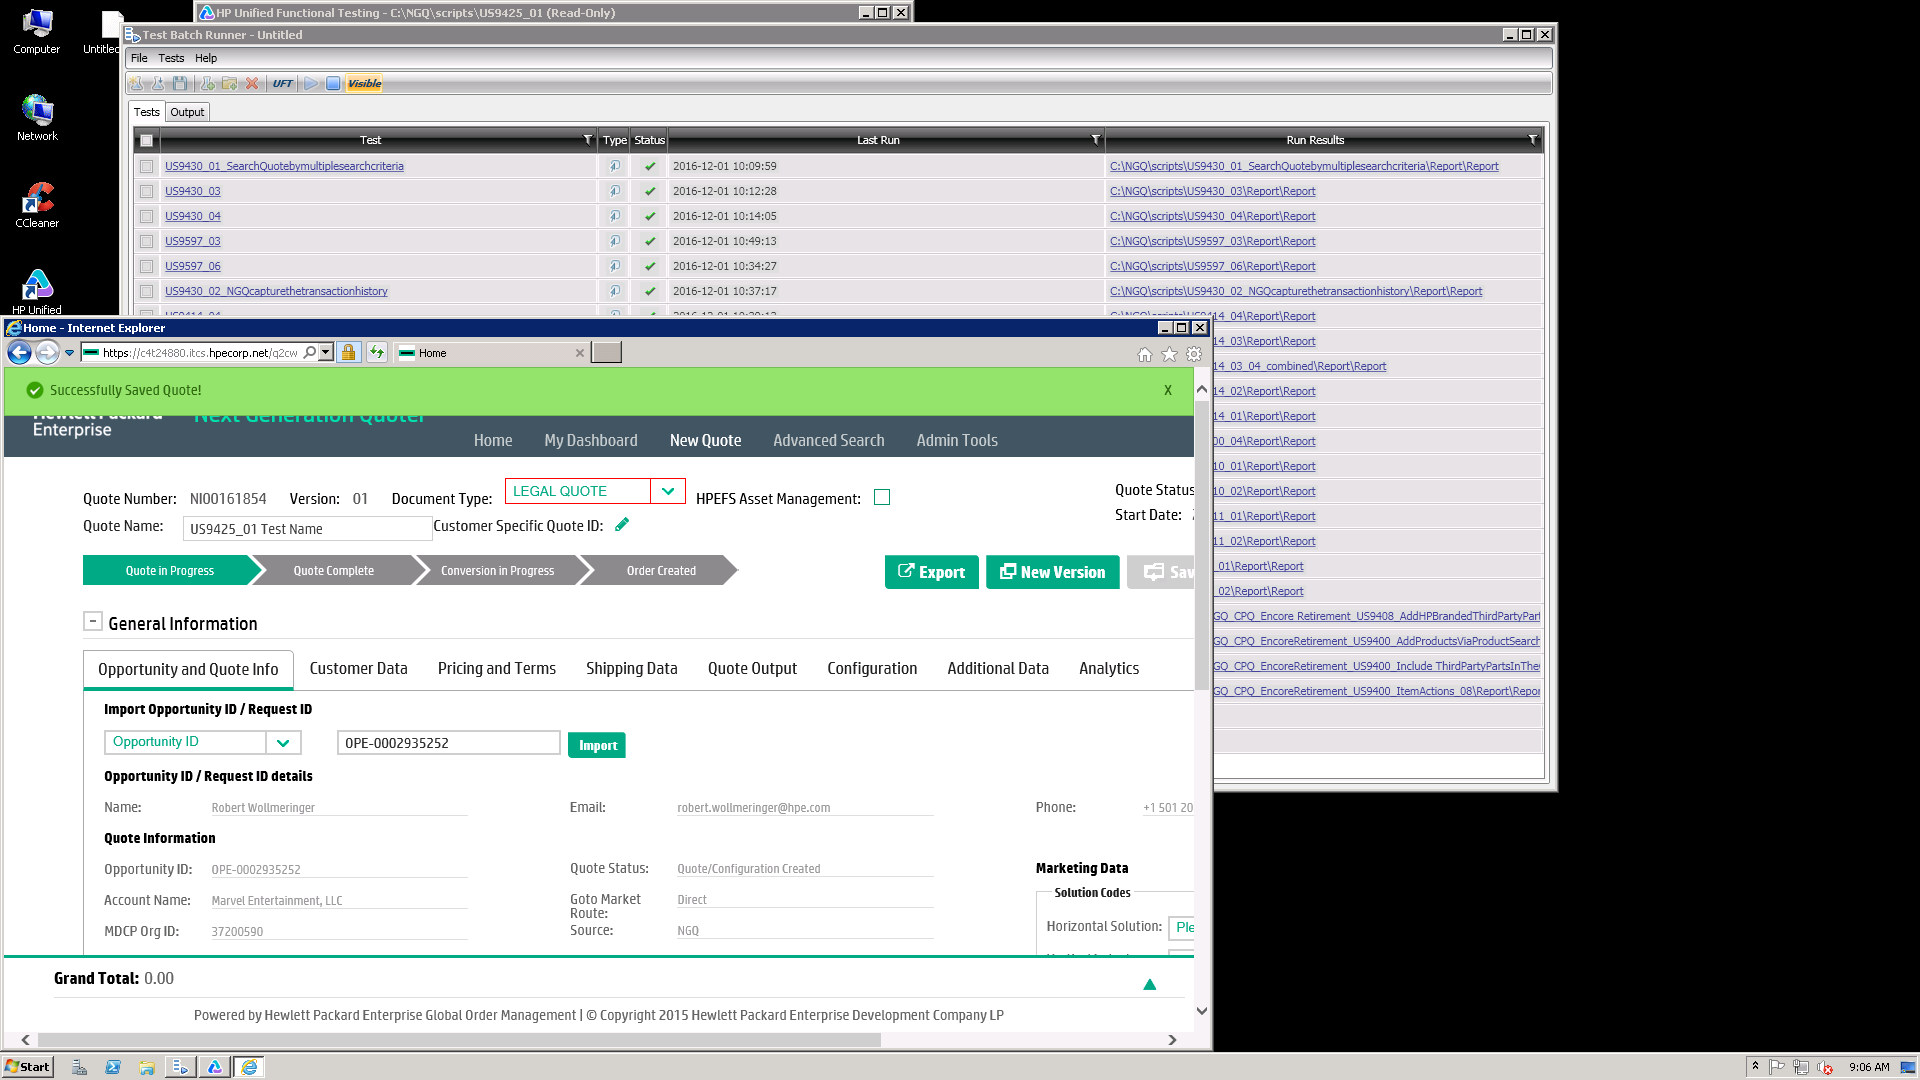 Computer
Untitled
Network
CCleaner
HP Unified
HP Unified Functional Testing - C:\NGQ\scripts\US9425_01 (Read-Only)
Test Batch Runner - Untitled
File Tests Help
UFT Visible
Tests Output
Test Type Status Last Run Run Results
US9430_01_SearchQuotebymultiplesearchcriteria 2016-12-01 10:09:59 C:\NGQ\scripts\US9430_01_SearchQuotebymultiplesearchcriteria\Report\Report
US9430_03 2016-12-01 10:12:28 C:\NGQ\scripts\US9430_03\Report\Report
US9430_04 2016-12-01 10:14:05 C:\NGQ\scripts\US9430_04\Report\Report
US9597_03 2016-12-01 10:49:13 C:\NGQ\scripts\US9597_03\Report\Report
US9597_06 2016-12-01 10:34:27 C:\NGQ\scripts\US9597_06\Report\Report
US9430_02_NGQcapturethetransactionhistory 2016-12-01 10:37:17 C:\NGQ\scripts\US9430_02_NGQcapturethetransactionhistory\Report\Report
14_04\Report\Report
14_03\Report\Report
14_03_04_combined\Report\Report
14_02\Report\Report
14_01\Report\Report
00_04\Report\Report
10_01\Report\Report
10_02\Report\Report
11_01\Report\Report
11_02\Report\Report
_01\Report\Report
_02\Report\Report
GQ_CPQ_Encore Retirement_US9408_AddHPBrandedThirdPartyPart
GQ_CPQ_EncoreRetirement_US9400_AddProductsViaProductSearch
GQ_CPQ_EncoreRetirement_US9400_Include ThirdPartyPartsInThe
GQ_CPQ_EncoreRetirement_US9400_ItemActions_08\Report\Repor
Home - Internet Explorer
https://c4t24880.itcs.hpecorp.net/q2cw
Home
Successfully Saved Quote! X
Hewlett Packard
Enterprise
Next Generation Quoter
Home My Dashboard New Quote Advanced Search Admin Tools
Quote Number: NI00161854 Version: 01 Document Type: LEGAL QUOTE HPEFS Asset Management: Quote Status
Quote Name: US9425_01 Test Name Customer Specific Quote ID: Start Date:
Quote in Progress Quote Complete Conversion in Progress Order Created Export New Version Sav
General Information
Opportunity and Quote Info Customer Data Pricing and Terms Shipping Data Quote Output Configuration Additional Data Analytics
Import Opportunity ID / Request ID
Opportunity ID OPE-0002935252 Import
Opportunity ID / Request ID details
Name: Robert Wollmeringer Email: robert.wollmeringer@hpe.com Phone: +1 501 20
Quote Information
Opportunity ID: OPE-0002935252 Quote Status: Quote/Configuration Created Marketing Data
Solution Codes
Account Name: Marvel Entertainment, LLC Goto Market Route: Direct
MDCP Org ID: 37200590 Source: NGQ Horizontal Solution: Ple
Grand Total: 0.00
Powered by Hewlett Packard Enterprise Global Order Management | © Copyright 2015 Hewlett Packard Enterprise Development Company LP
Start 9:06 AM